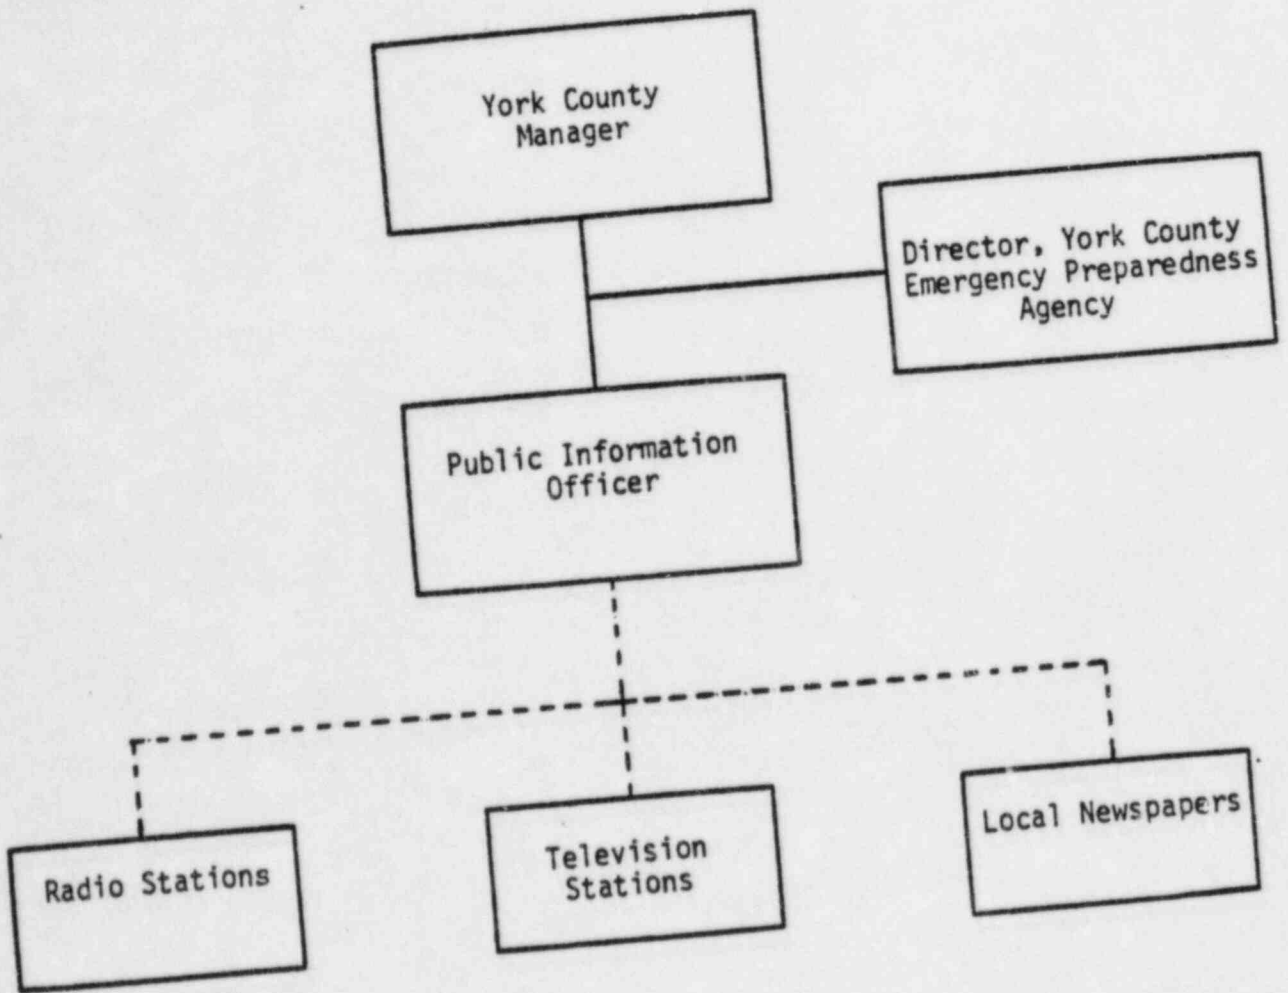 York County
Manager
Director, York County
Emergency Preparedness
Agency
Public Information
Officer
Radio Stations
Television
Stations
Local Newspapers